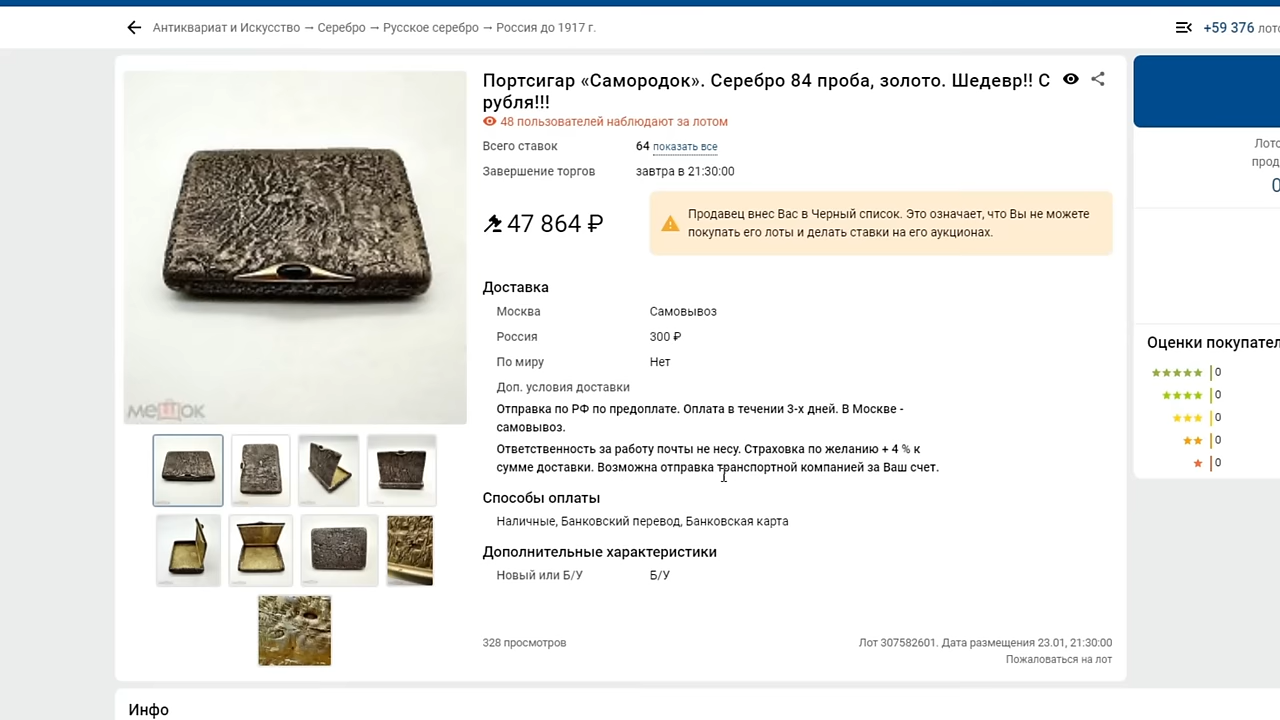 Антиквариат и Искусство → Серебро → Русское серебро → Россия до 1917 г.
+59 376 лото
Портсигар «Самородок». Серебро 84 проба, золото. Шедевр!! С
рубля!!!
48 пользователей наблюдают за лотом
Всего ставок 64 показать все
Завершение торгов завтра в 21:30:00
47 864 ₽
Продавец внес Вас в Черный список. Это означает, что Вы не можете
покупать его лоты и делать ставки на его аукционах.
Доставка
Москва Самовывоз
Россия 300 ₽
По миру Нет
Доп. условия доставки
Отправка по РФ по предоплате. Оплата в течении 3-х дней. В Москве -
самовывоз.
Ответственность за работу почты не несу. Страховка по желанию + 4 % к
сумме доставки. Возможна отправка транспортной компанией за Ваш счет.
Способы оплаты
Наличные, Банковский перевод, Банковская карта
Дополнительные характеристики
Новый или Б/У Б/У
328 просмотров
Лот 307582601. Дата размещения 23.01, 21:30:00
Пожаловаться на лот
Инфо
мешок
Лото
прод
0
Оценки покупател
0
0
0
0
0